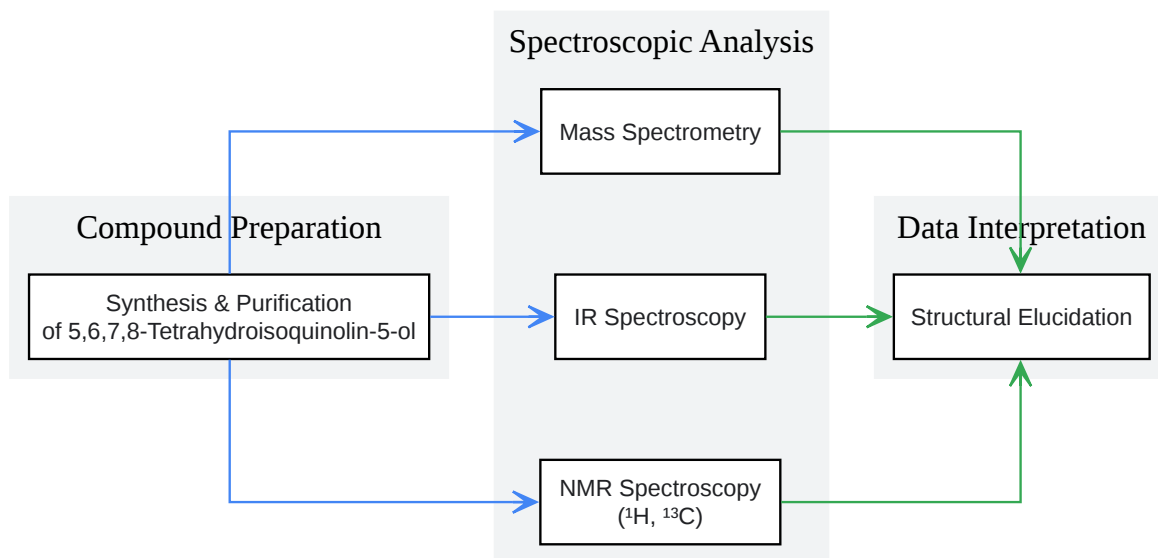 Spectroscopic Analysis
Mass Spectrometry
Compound Preparation
Synthesis & Purification
of 5,6,7,8-Tetrahydroisoquinolin-5-ol
IR Spectroscopy
Data Interpretation
Structural Elucidation
NMR Spectroscopy
(¹H, ¹³C)